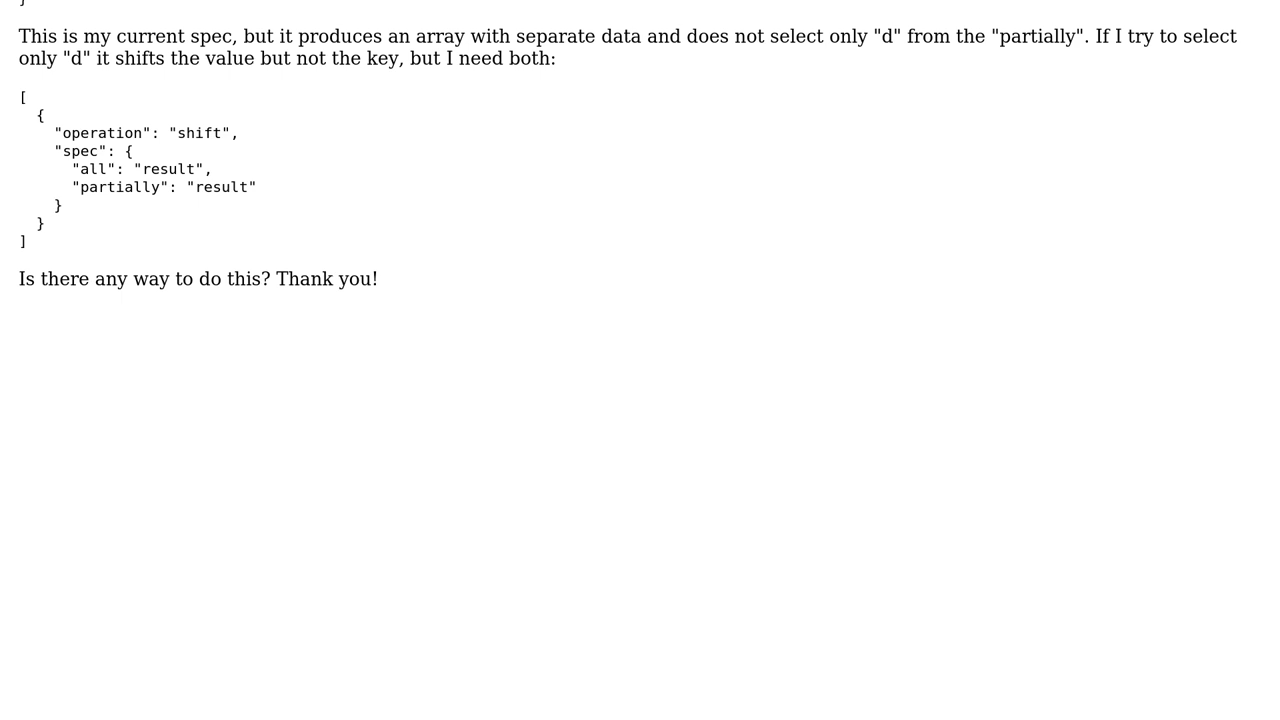 }
This is my current spec, but it produces an array with separate data and does not select only "d" from the "partially". If I try to select
only "d" it shifts the value but not the key, but I need both:
[
  {
    "operation": "shift",
    "spec": {
      "all": "result",
      "partially": "result"
    }
  }
]
Is there any way to do this? Thank you!